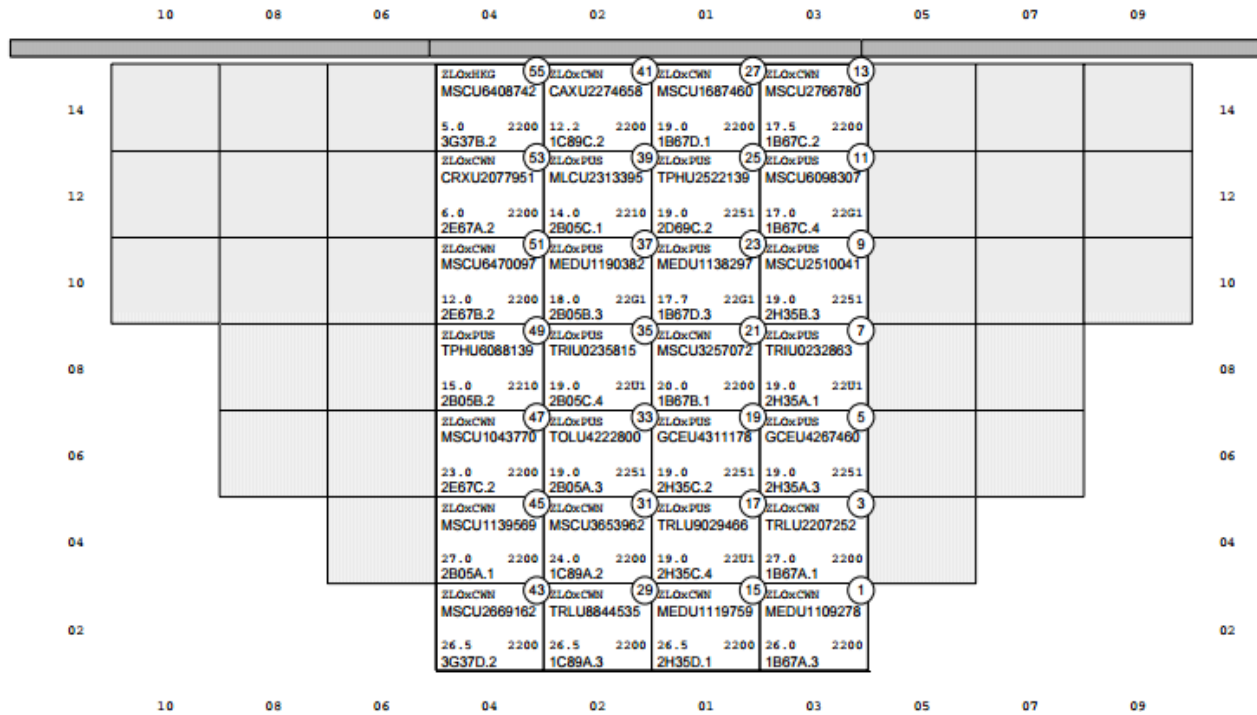 10 08 06 04 02 01 03 05 07 09
ZLOxHKG 55 ZLOxCWN 41 ZLOxCWN 27 ZLOxCWN 13
MSCU6408742 CAXU2274658 MSCU1687460 MSCU2766780
14 14
5.0 2200 12.2 2200 19.0 2200 17.5 2200
3G37B.2 1C89C.2 1B67D.1 1B67C.2
ZLOxCWN 53 ZLOxPUS 39 ZLOxPUS 25 ZLOxPUS 11
CRXU2077951 MLCU2313395 TPHU2522139 MSCU6098307
12 12
6.0 2200 14.0 2210 19.0 2251 17.0 22G1
2E67A.2 2B05C.1 2D69C.2 1B67C.4
ZLOxCWN 51 ZLOxPUS 37 ZLOxPUS 23 ZLOxPUS 9
MSCU6470097 MEDU1190382 MEDU1138297 MSCU2510041
10 10
12.0 2200 18.0 22G1 17.7 22G1 19.0 2251
2E67B.2 2B05B.3 1B67D.3 2H35B.3
ZLOxPUS 49 ZLOxPUS 35 ZLOxCWN 21 ZLOxPUS 7
TPHU6088139 TRIU0235815 MSCU3257072 TRIU0232863
08 08
15.0 2210 19.0 22U1 20.0 2200 19.0 22U1
2B05B.2 2B05C.4 1B67B.1 2H35A.1
ZLOxCWN 47 ZLOxPUS 33 ZLOxPUS 19 ZLOxPUS 5
MSCU1043770 TOLU4222800 GCEU4311178 GCEU4267460
06 06
23.0 2200 19.0 2251 19.0 2251 19.0 2251
2E67C.2 2B05A.3 2H35C.2 2H35A.3
ZLOxCWN 45 ZLOxCWN 31 ZLOxPUS 17 ZLOxCWN 3
MSCU1139569 MSCU3653962 TRLU9029466 TRLU2207252
04 04
27.0 2200 24.0 2200 19.0 22U1 27.0 2200
2B05A.1 1C89A.2 2H35C.4 1B67A.1
ZLOxCWN 43 ZLOxCWN 29 ZLOxCWN 15 ZLOxCWN 1
MSCU2669162 TRLU8844535 MEDU1119759 MEDU1109278
02 02
26.5 2200 26.5 2200 26.5 2200 26.0 2200
3G37D.2 1C89A.3 2H35D.1 1B67A.3
10 08 06 04 02 01 03 05 07 09